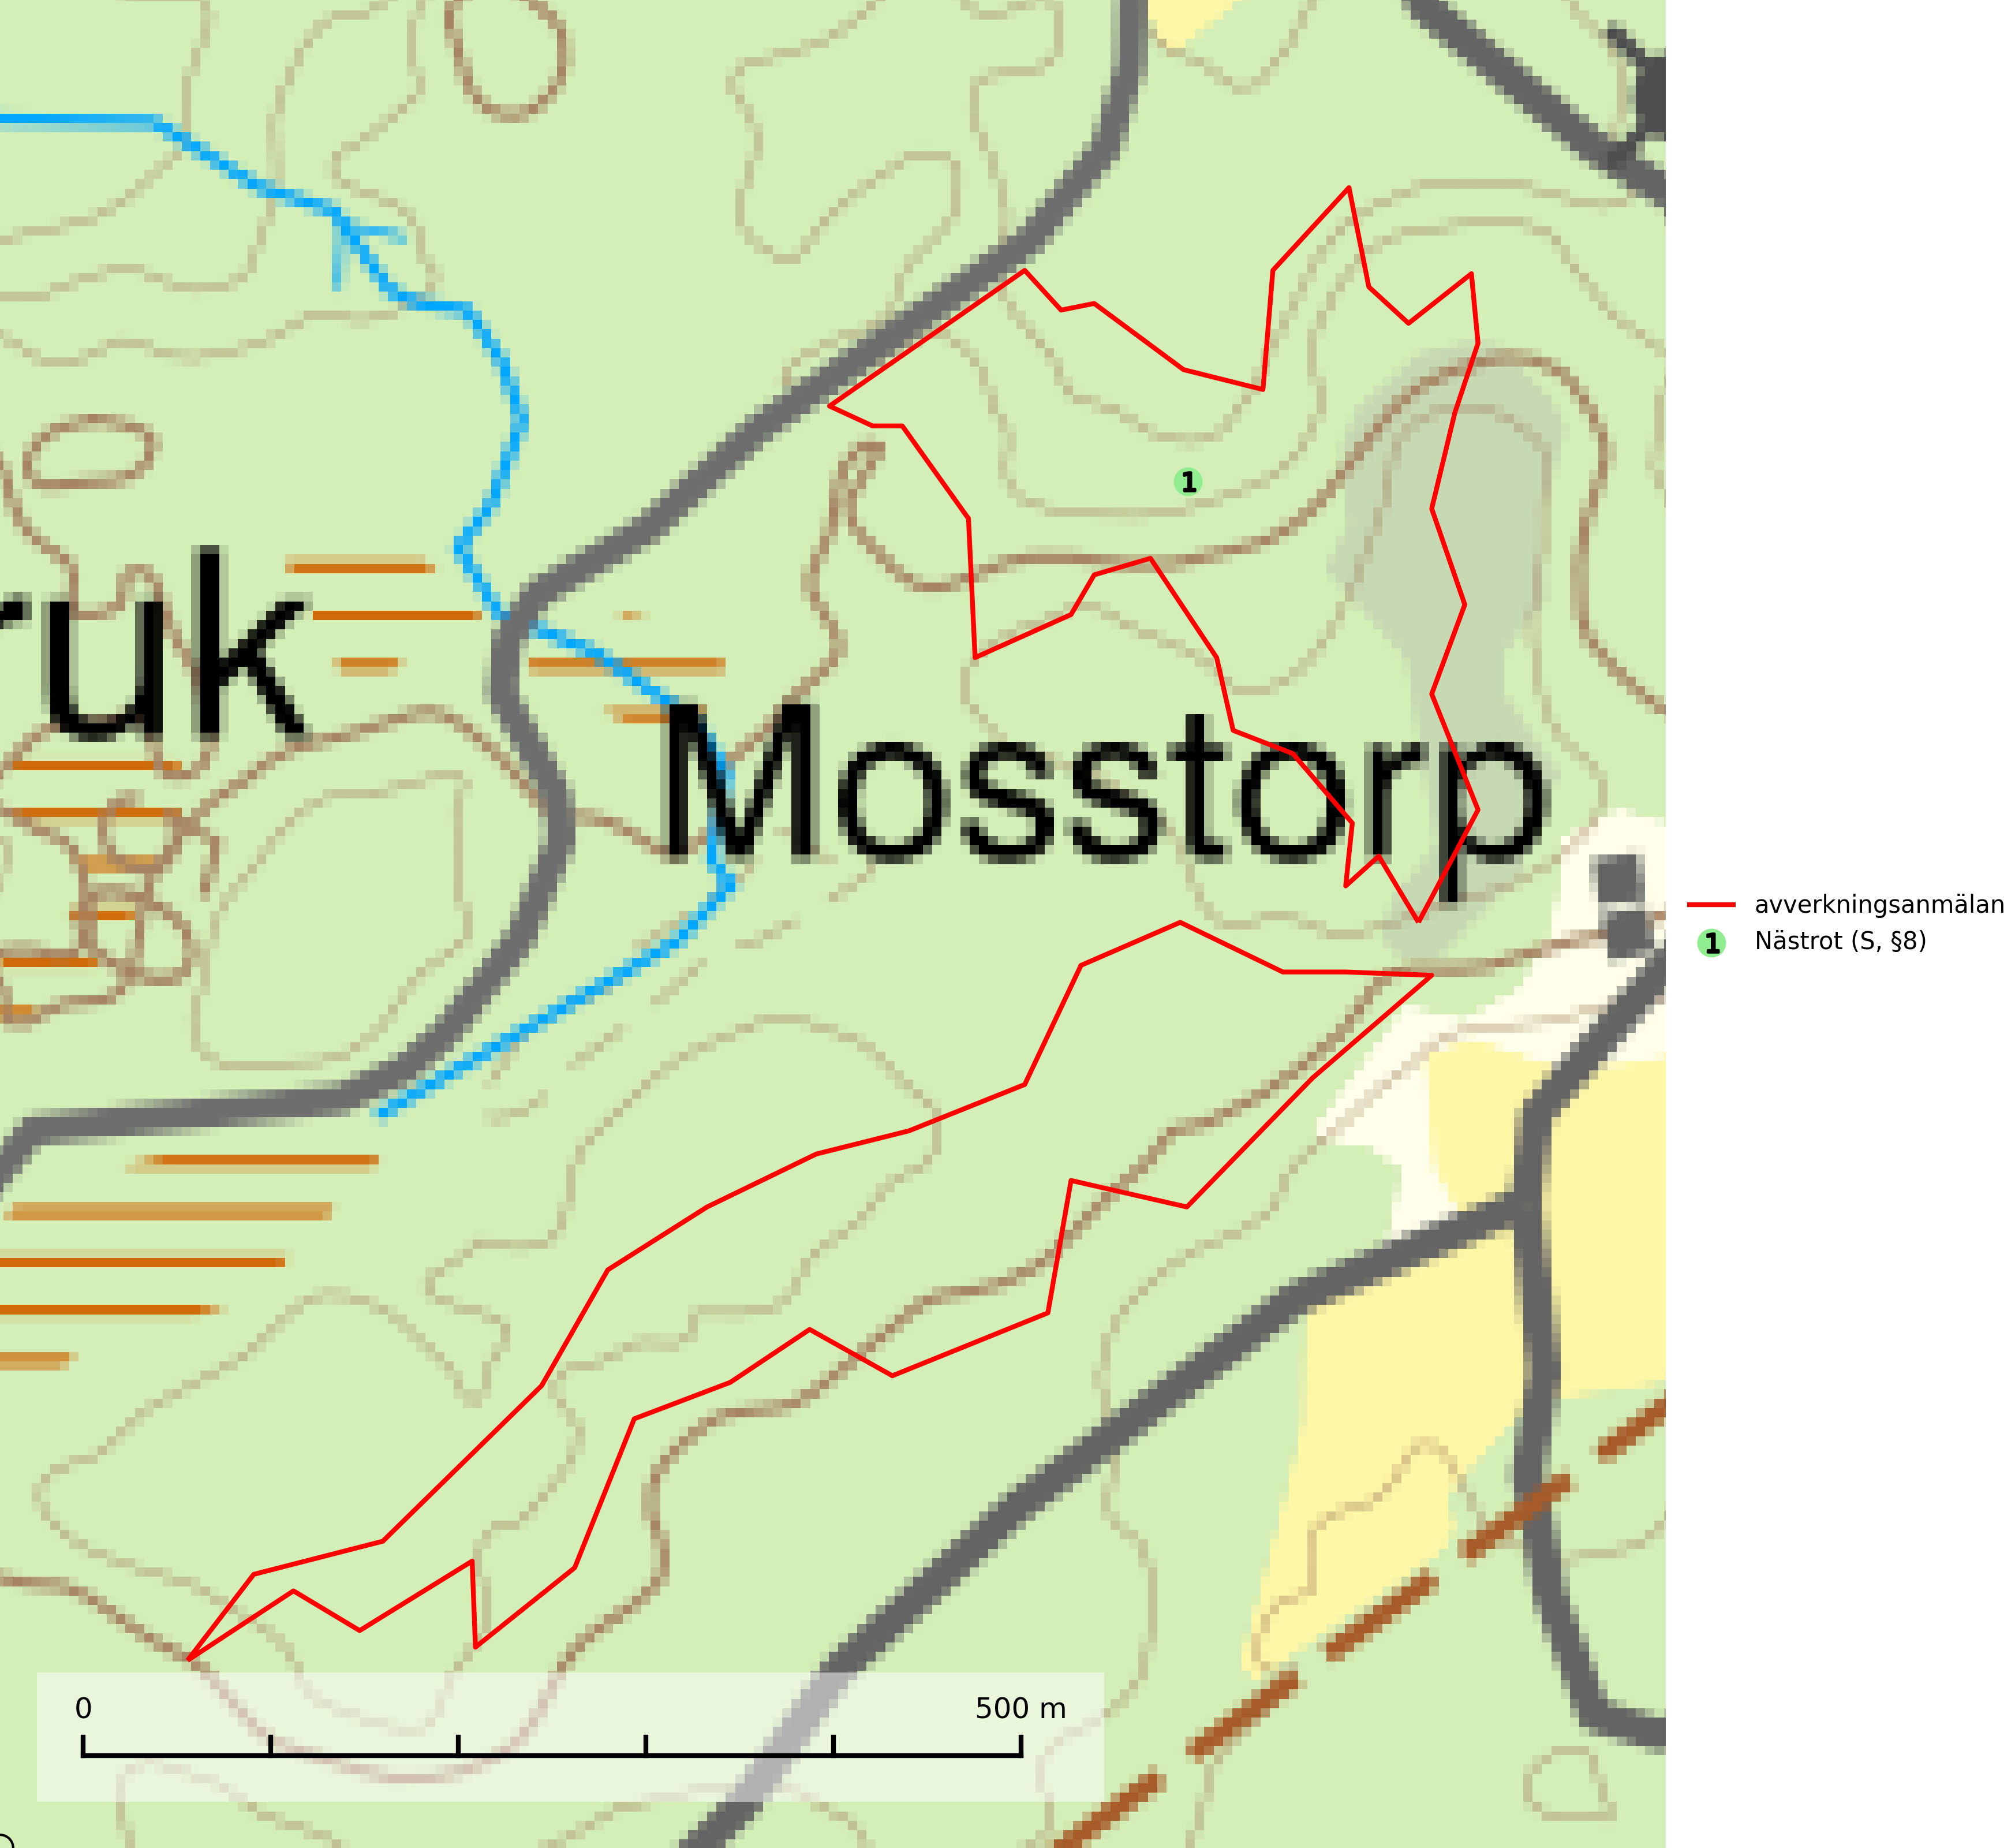 1
ruk
Mosstorp
avverkningsanmälan
1 Nästrot (S, §8)
0 500 m